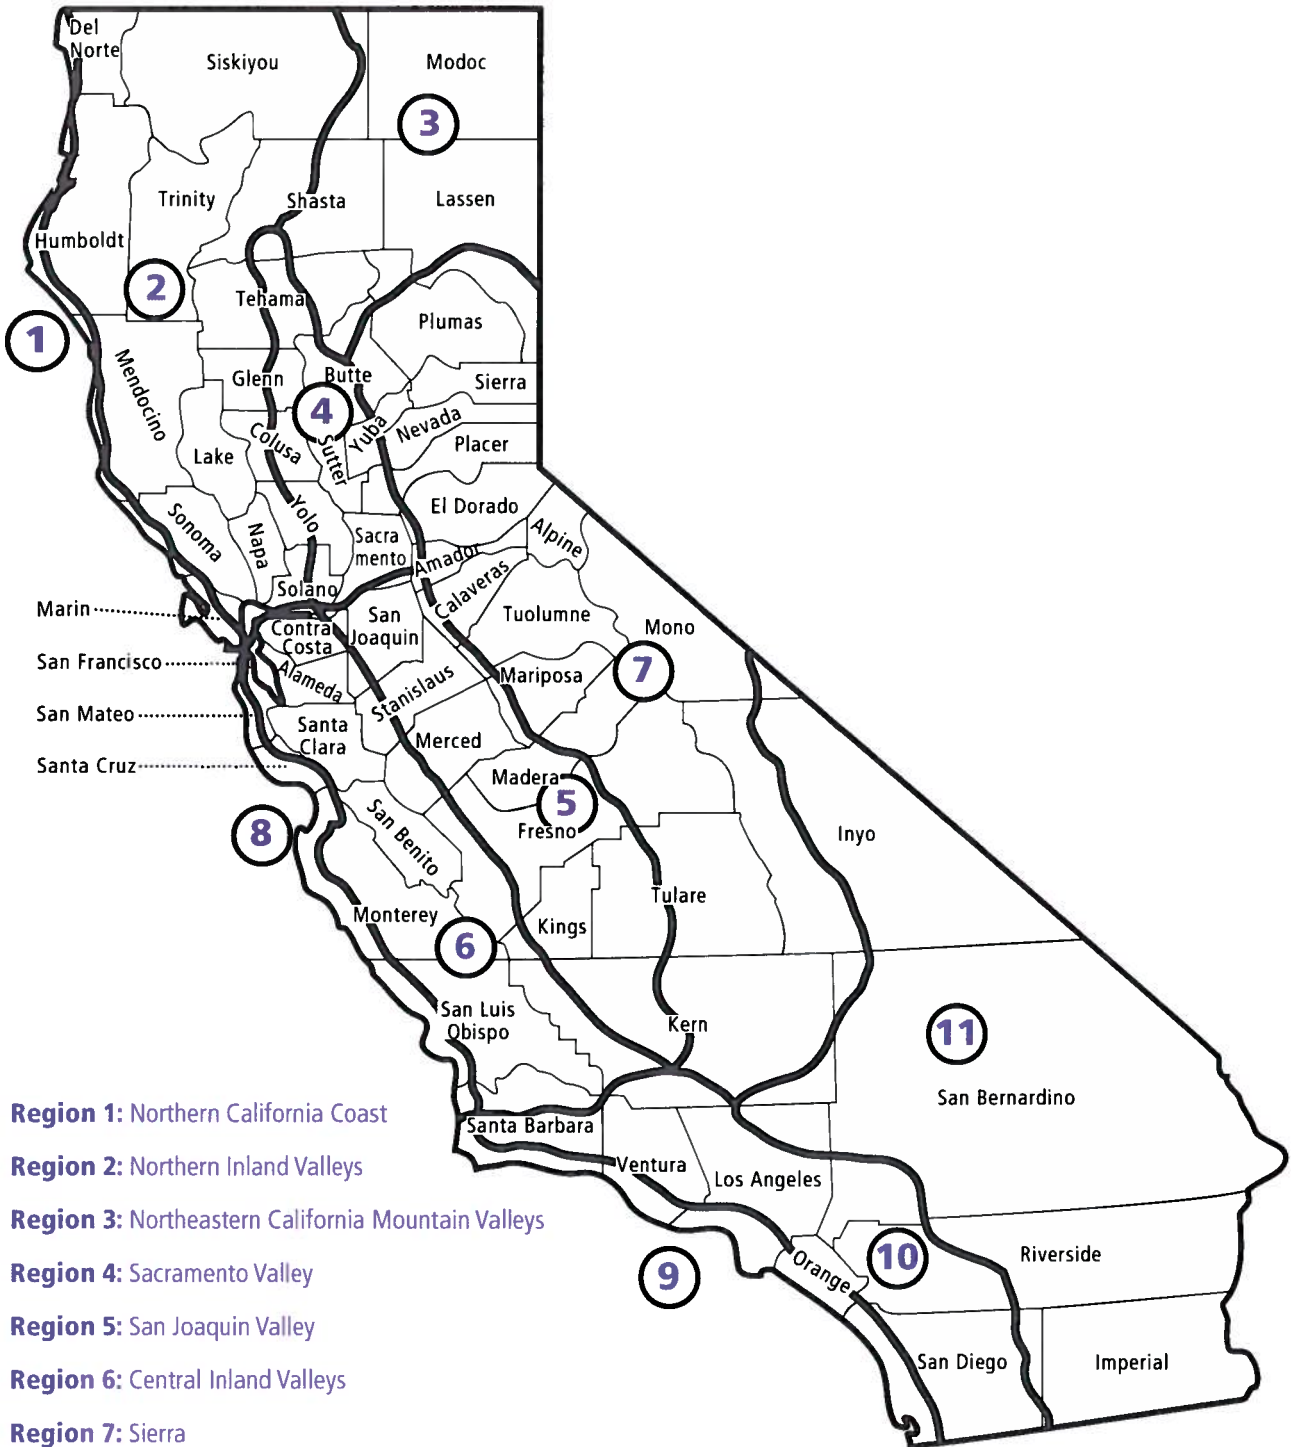 Del
Norte
Siskiyou
Modoc
3
Trinity
Shasta
Lassen
Humboldt
2
Tehama
1
Plumas
Mendocino
Glenn
Butte
Sierra
4
Colusa
Sutter
Yuba
Nevada
Placer
Lake
El Dorado
Sonoma
Napa
Yolo
Sacra
mento
Amador
Alpine
Solano
Calaveras
Marin
Contra
Costa
San
Joaquin
Tuolumne
Mono
San Francisco
Alameda
Stanislaus
Mariposa
7
San Mateo
Santa
Clara
Merced
Santa Cruz
Madera
5
8
San Benito
Fresno
Inyo
Tulare
Monterey
Kings
6
San Luis
Obispo
Kern
11
San Bernardino
Santa Barbara
Ventura
Los Angeles
Orange
10
Riverside
9
San Diego
Imperial
Region 1: Northern California Coast
Region 2: Northern Inland Valleys
Region 3: Northeastern California Mountain Valleys
Region 4: Sacramento Valley
Region 5: San Joaquin Valley
Region 6: Central Inland Valleys
Region 7: Sierra